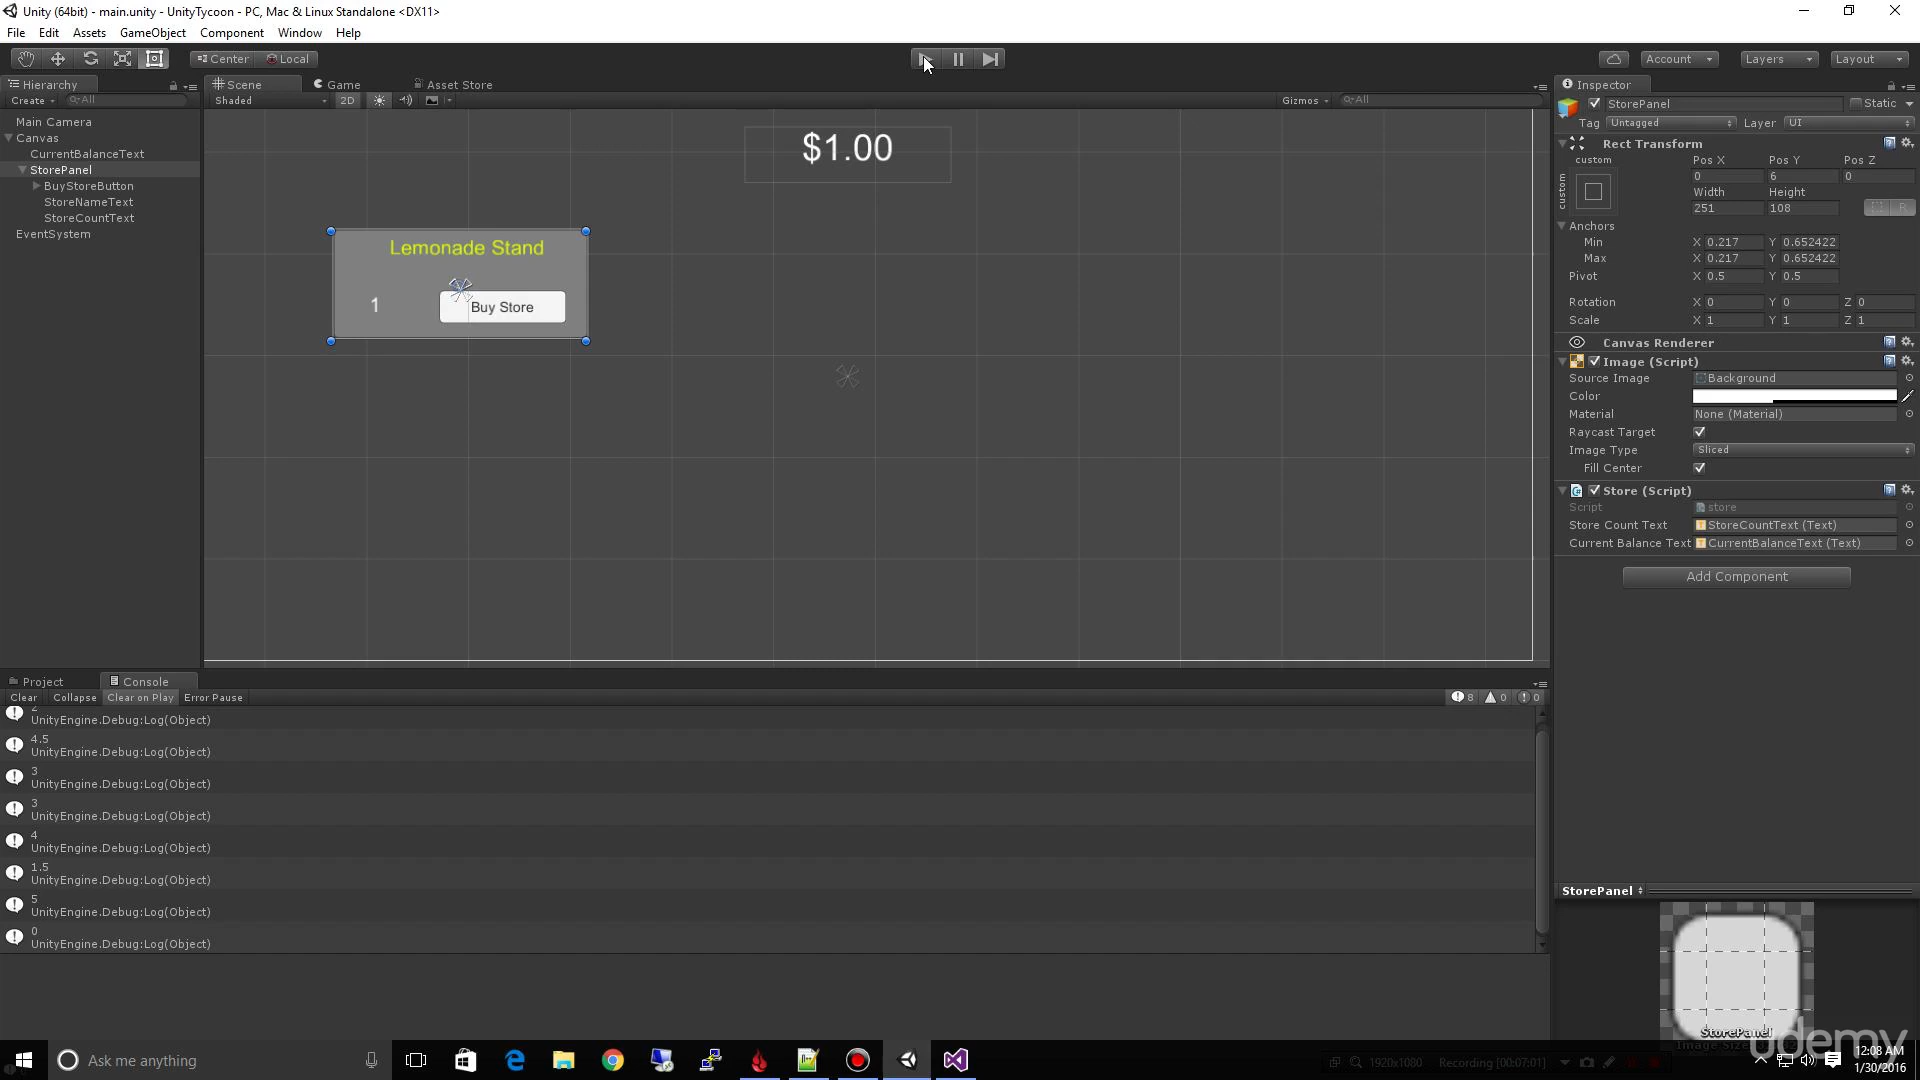 Unity (64bit) - main.unity - UnityTycoon - PC, Mac & Linux Standalone <DX11>
File Edit Assets GameObject Component Window Help
Center Local Account Layers Layout
Hierarchy
Create All
Main Camera
Canvas
CurrentBalanceText
StorePanel
BuyStoreButton
StoreNameText
StoreCountText
EventSystem
Scene Game Asset Store
Shaded 2D Gizmos All
$1.00
Lemonade Stand
1 Buy Store
Inspector
StorePanel Static
Tag Untagged Layer UI
Rect Transform
custom Pos X Pos Y Pos Z
custom 0 6 0
Width Height
251 108 R
Anchors
Min X 0.217 Y 0.652422
Max X 0.217 Y 0.652422
Pivot X 0.5 Y 0.5
Rotation X 0 Y 0 Z 0
Scale X 1 Y 1 Z 1
Canvas Renderer
Image (Script)
Source Image Background
Color
Material None (Material)
Raycast Target
Image Type Sliced
Fill Center
Store (Script)
Script store
Store Count Text StoreCountText (Text)
Current Balance Text CurrentBalanceText (Text)
Add Component
Project Console
Clear Collapse Clear on Play Error Pause 8 0 0
2
UnityEngine.Debug:Log(Object)
4.5
UnityEngine.Debug:Log(Object)
3
UnityEngine.Debug:Log(Object)
3
UnityEngine.Debug:Log(Object)
4
UnityEngine.Debug:Log(Object)
1.5
UnityEngine.Debug:Log(Object)
5
UnityEngine.Debug:Log(Object)
0
UnityEngine.Debug:Log(Object)
StorePanel
StorePanel
udemy
Ask me anything
1920x1080 Recording [00:07:01]
12:08 AM
1/30/2016